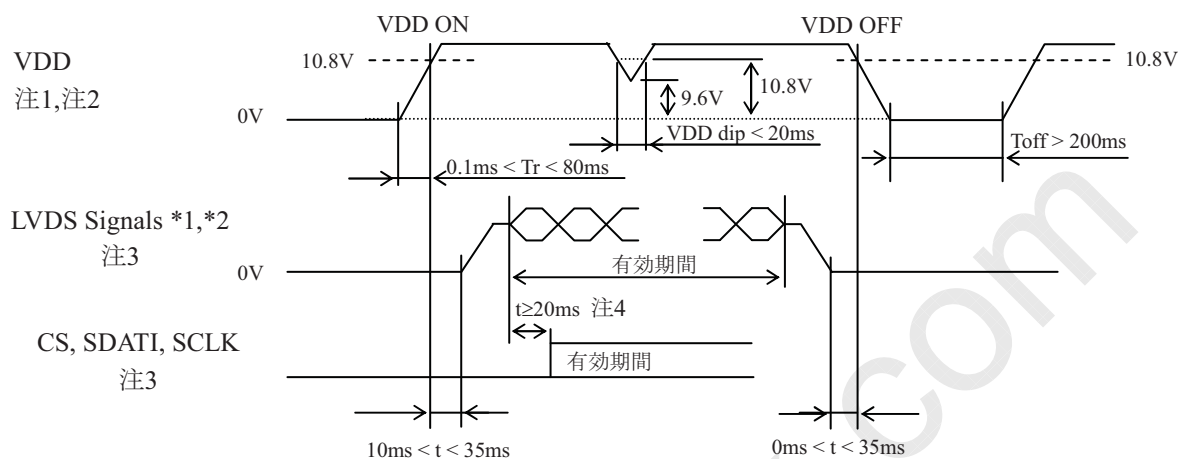 VDD ON
VDD OFF
VDD
注1,注2
10.8V
10.8V
9.6V
10.8V
0V
VDD dip < 20ms
Toff > 200ms
0.1ms < Tr < 80ms
LVDS Signals *1,*2
注3
0V
有効期間
t≥20ms 注4
CS, SDATI, SCLK
注3
有効期間
10ms < t < 35ms
0ms < t < 35ms
com